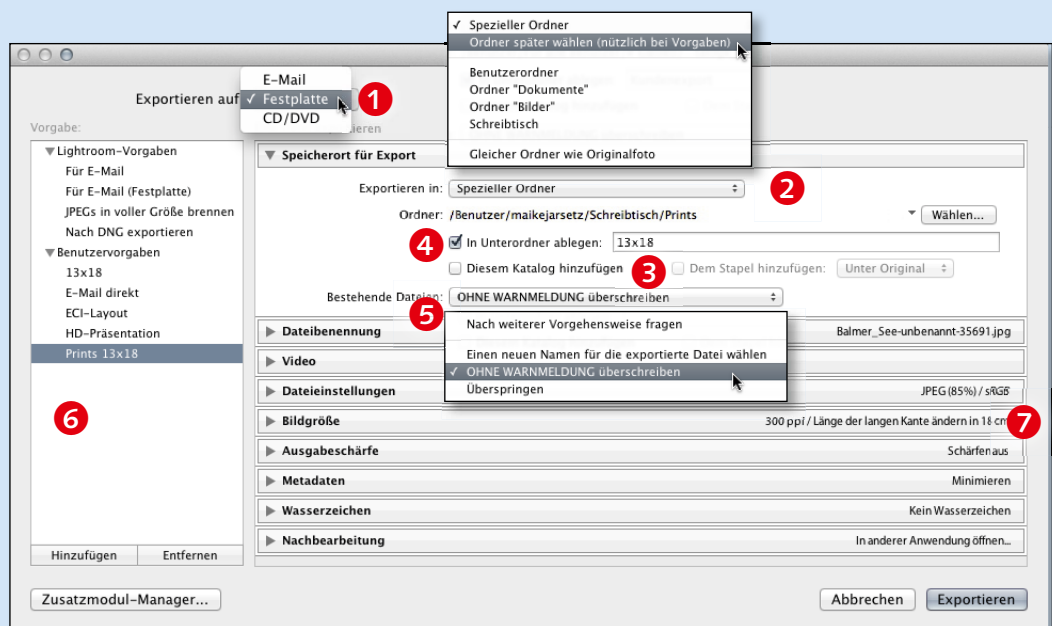 ✓ Spezieller Ordner
Ordner später wählen (nützlich bei Vorgaben)
Benutzerordner
Ordner "Dokumente"
Ordner "Bilder"
Schreibtisch
Gleicher Ordner wie Originalfoto
E-Mail
Exportieren auf ✓ Festplatte 1
CD/DVD
Vorgabe:
Lightroom-Vorgaben
Für E-Mail
Für E-Mail (Festplatte)
JPEGs in voller Größe brennen
Nach DNG exportieren
Benutzervorgaben
13x18
E-Mail direkt
ECI-Layout
HD-Präsentation
Prints 13x18
6
Hinzufügen Entfernen
Speicherort für Export
Exportieren in: Spezieller Ordner 2
Ordner: /Benutzer/maikejarsetz/Schreibtisch/Prints Wählen...
4 In Unterordner ablegen: 13x18
Diesem Katalog hinzufügen 3 Dem Stapel hinzufügen: Unter Original
Bestehende Dateien: OHNE WARNMELDUNG überschreiben
5
Nach weiterer Vorgehensweise fragen
Einen neuen Namen für die exportierte Datei wählen
✓ OHNE WARNMELDUNG überschreiben
Überspringen
Dateibenennung Balmer_See-unbenannt-35691.jpg
Video
Dateieinstellungen JPEG (85%) / sRGB
Bildgröße 300 ppi / Länge der langen Kante ändern in 18 cm 7
Ausgabeschärfe Schärfen aus
Metadaten Minimieren
Wasserzeichen Kein Wasserzeichen
Nachbearbeitung In anderer Anwendung öffnen...
Zusatzmodul-Manager... Abbrechen Exportieren